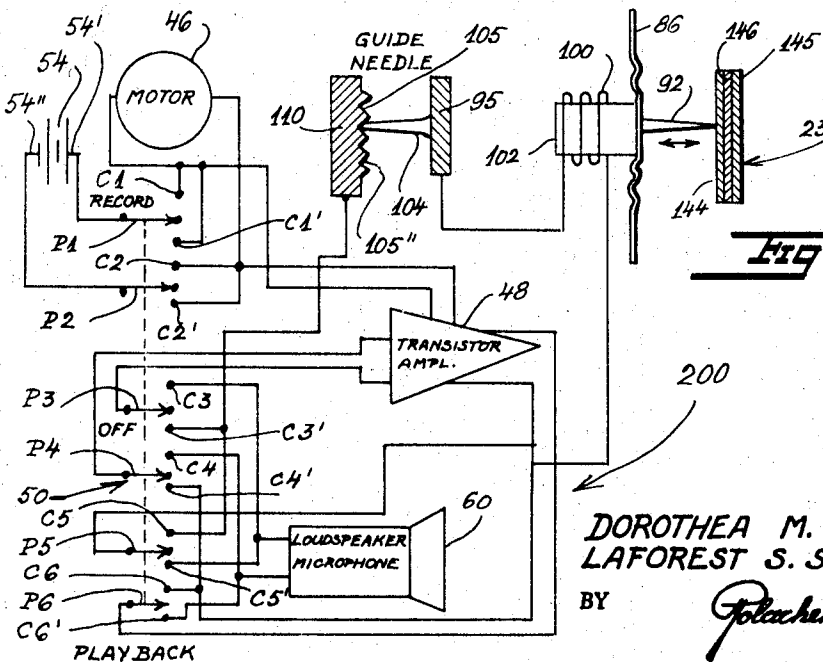 54'
54
54"
46
MOTOR
C1
RECORD
P1
C1'
C2
P2
C2'
GUIDE
NEEDLE
105
110
95
104
105"
100
102
86
92
146
145
144
23
FIG
48
TRANSISTOR
AMPL.
P3
OFF
C3
C3'
P4
C4
C4'
50
C5
P5
C5'
C6
P6
C6'
PLAYBACK
LOUDSPEAKER
MICROPHONE
60
200
DOROTHEA M.
LAFOREST S. S
BY